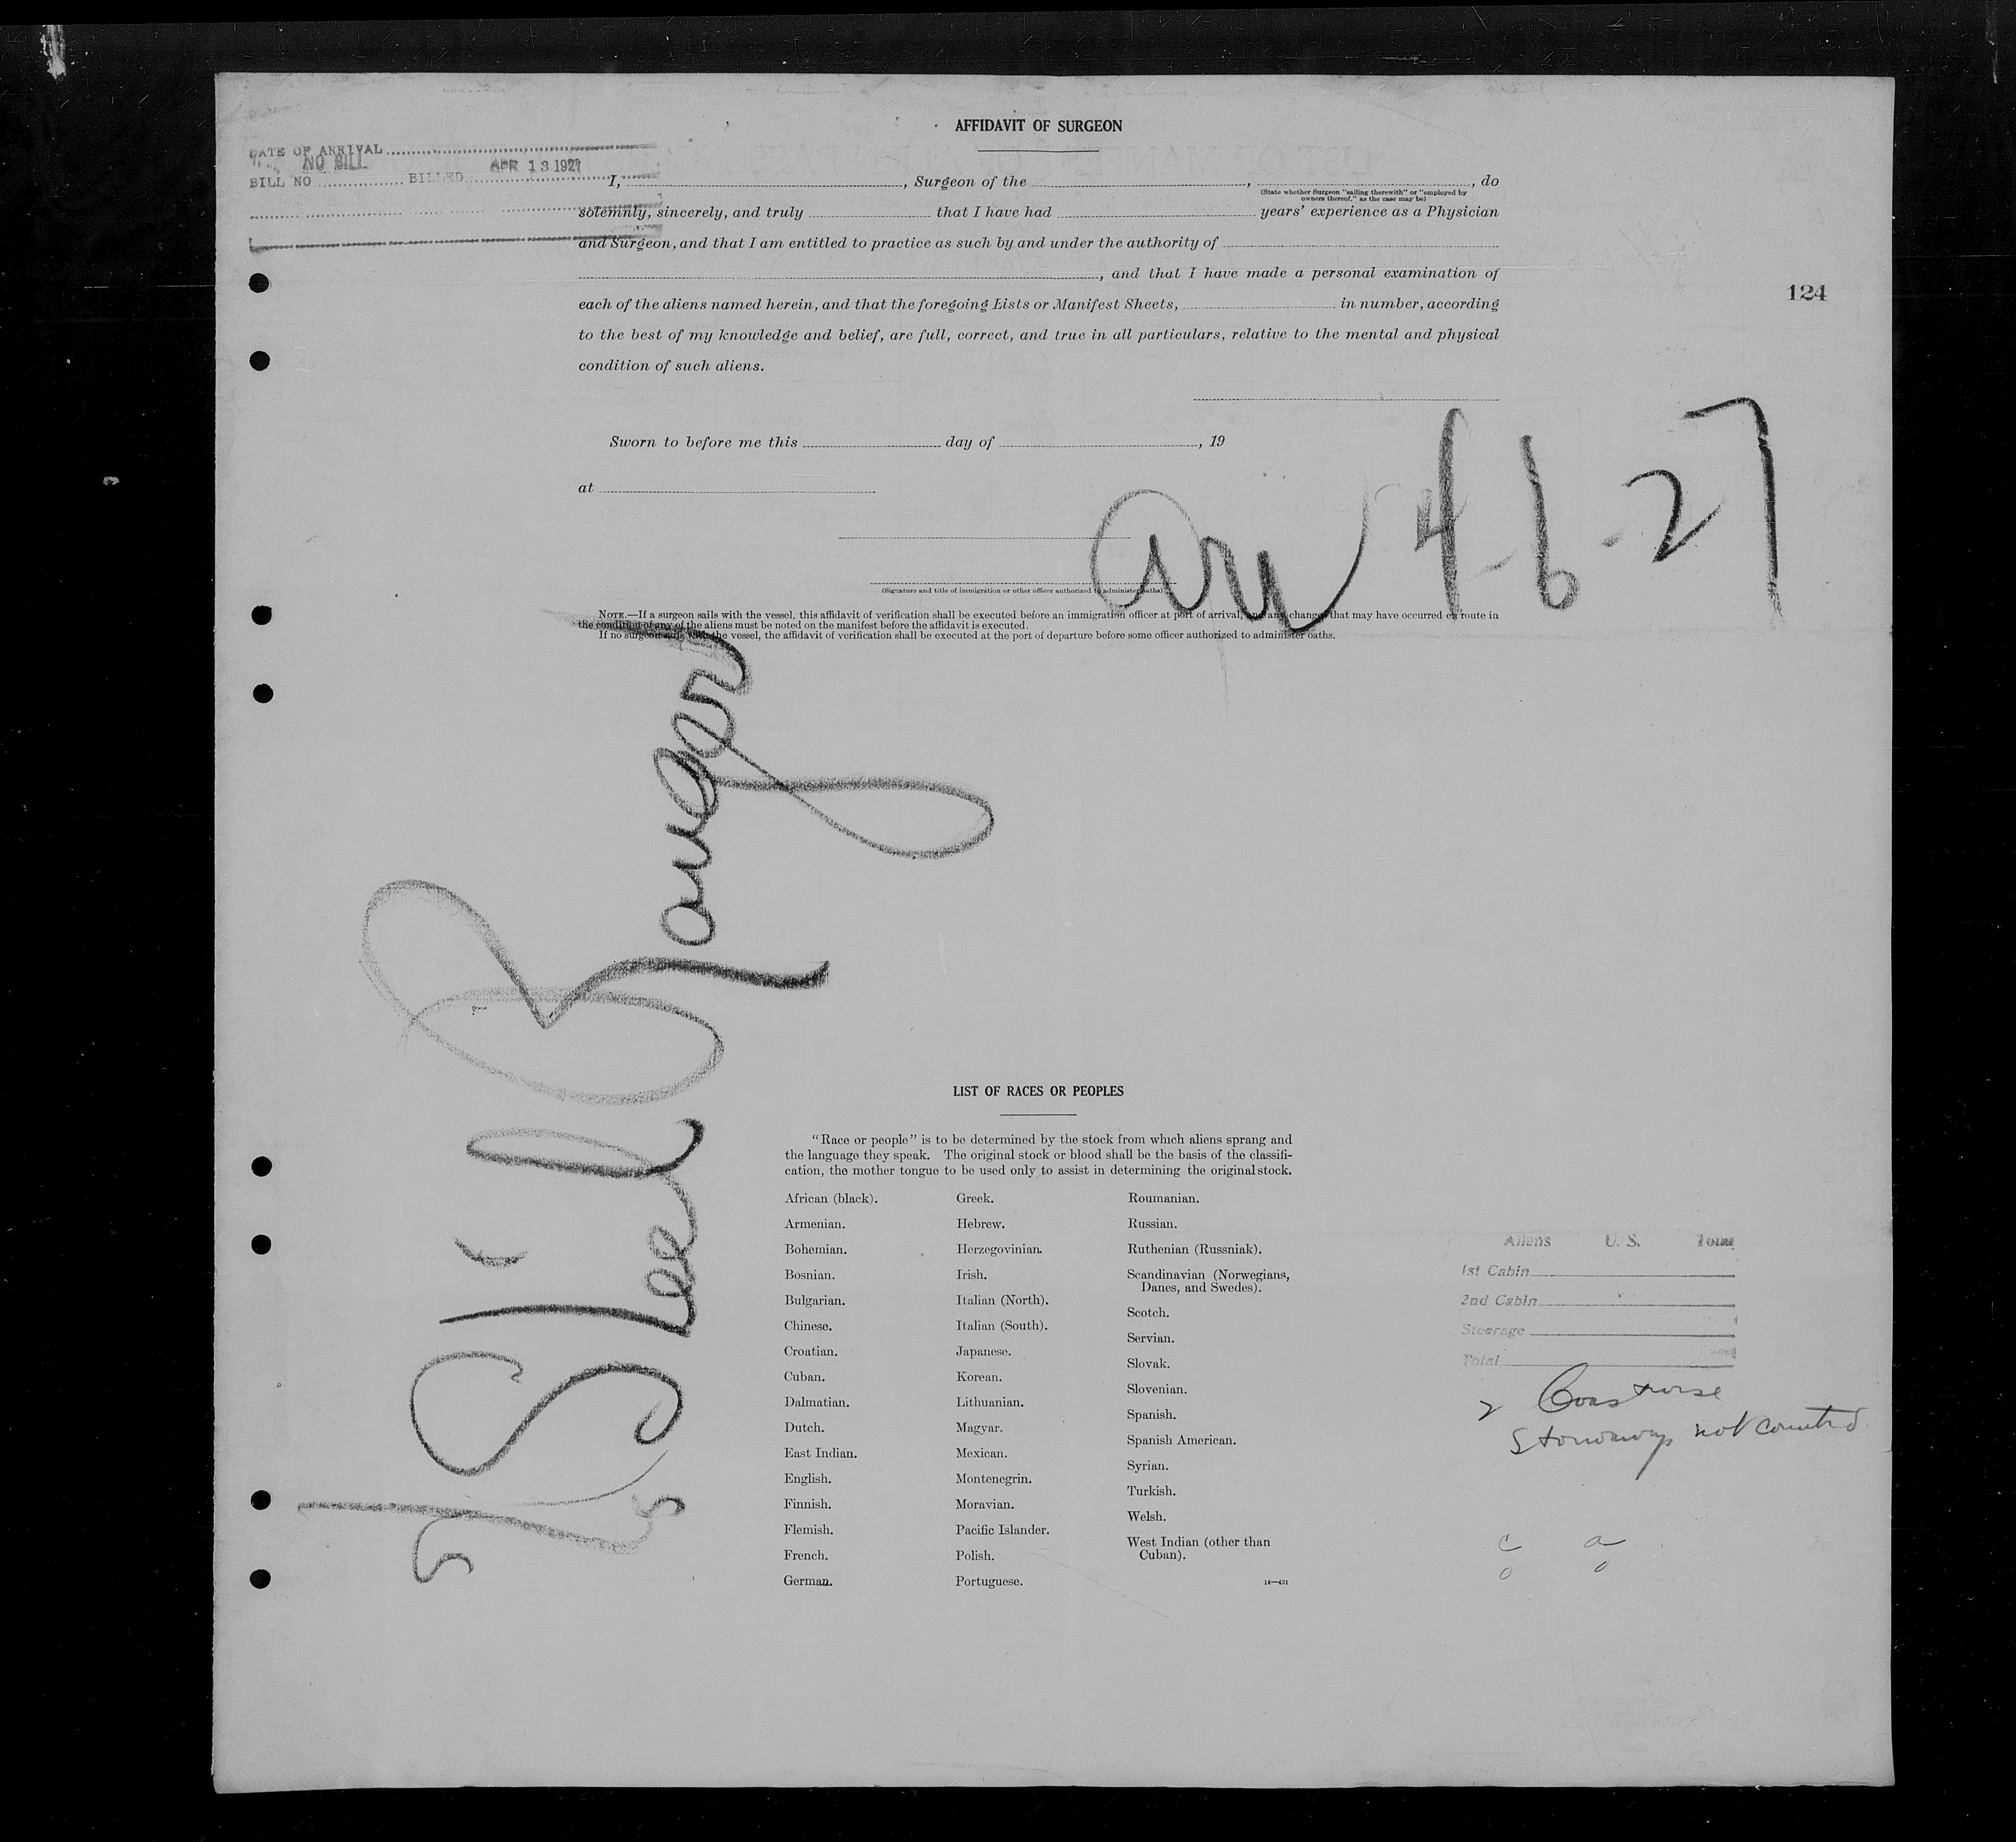 AFFIDAVIT OF SURGEON
DATE OF ARRIVAL
NO BILL APR 13 1927
BILL NO. BILLED
I, , Surgeon of the , , do
(State whether Surgeon "sailing therewith" or "employed by
owners thereof," as the case may be)
solemnly, sincerely, and truly that I have had years' experience as a Physician
and Surgeon, and that I am entitled to practice as such by and under the authority of
, and that I have made a personal examination of
each of the aliens named herein, and that the foregoing Lists or Manifest Sheets, in number, according
to the best of my knowledge and belief, are full, correct, and true in all particulars, relative to the mental and physical
condition of such aliens.
124
Sworn to before me this day of , 19
at
arr 4-6-27
(Signature and title of immigration or other officer authorized to administer oaths)
NOTE.—If a surgeon sails with the vessel, this affidavit of verification shall be executed before an immigration officer at port of arrival, and any changes that may have occurred en route in
the condition of any of the aliens must be noted on the manifest before the affidavit is executed.
If no surgeon sails with the vessel, the affidavit of verification shall be executed at the port of departure before some officer authorized to administer oaths.
Steel Ranger
LIST OF RACES OR PEOPLES
"Race or people" is to be determined by the stock from which aliens sprang and
the language they speak. The original stock or blood shall be the basis of the classifi-
cation, the mother tongue to be used only to assist in determining the original stock.
African (black).
Armenian.
Bohemian.
Bosnian.
Bulgarian.
Chinese.
Croatian.
Cuban.
Dalmatian.
Dutch.
East Indian.
English.
Finnish.
Flemish.
French.
German.
Greek.
Hebrew.
Herzegovinian.
Irish.
Italian (North).
Italian (South).
Japanese.
Korean.
Lithuanian.
Magyar.
Mexican.
Montenegrin.
Moravian.
Pacific Islander.
Polish.
Portuguese.
Roumanian.
Russian.
Ruthenian (Russniak).
Scandinavian (Norwegians,
Danes, and Swedes).
Scotch.
Servian.
Slovak.
Slovenian.
Spanish.
Spanish American.
Syrian.
Turkish.
Welsh.
West Indian (other than
Cuban).
14—431
Aliens U. S. Total
1st Cabin
2nd Cabin
Steerage
Total
2 Coastwise
Stowaways not counted
c a
0 0